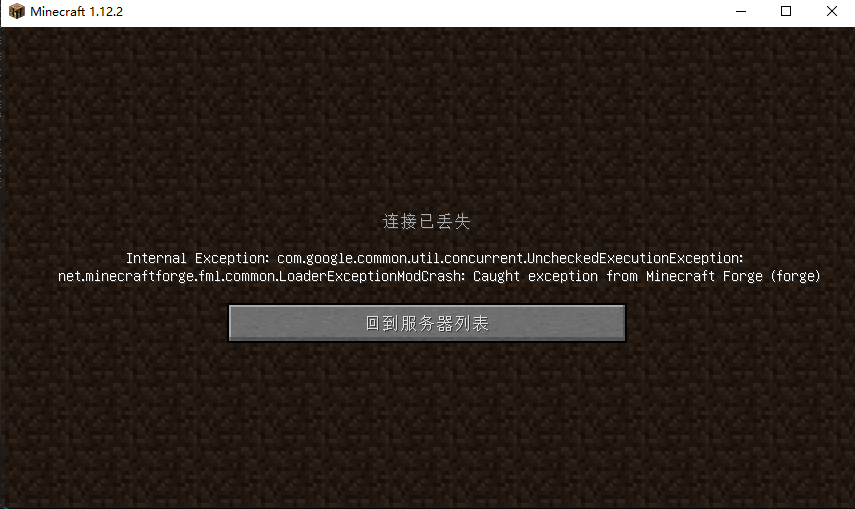 Minecraft 1.12.2
连接已丢失
Internal Exception: com.google.common.util.concurrent.UncheckedExecutionException:
net.minecraftforge.fml.common.LoaderExceptionModCrash: Caught exception from Minecraft Forge (forge)
回到服务器列表